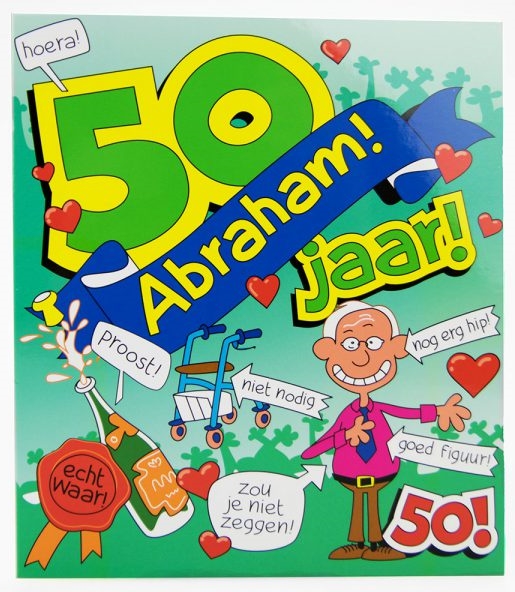 hoera!
50
Abraham!
jaar!
proost!
nog erg hip!
niet nodig
goed figuur!
echt
waar!
zou
je niet
zeggen!
50!